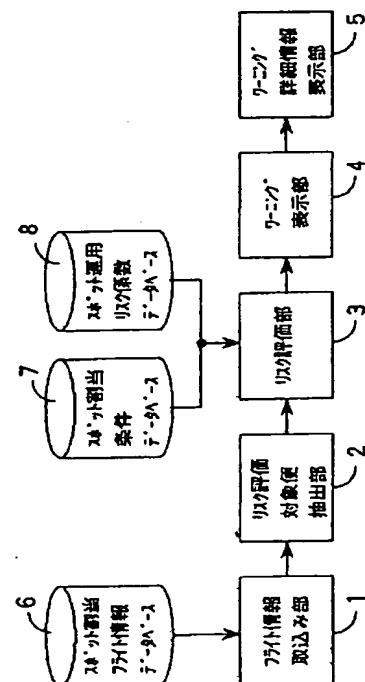 6
スポット割当
フライト情報
データベース
7
スポット割当
条件
データベース
8
スポット運用
リスク係数
データベース
フライト情報
取込み部
1
リスク評価
対象便
抽出部
2
リスク評価部
3
ワーニング
表示部
4
ワーニング
詳細情報
表示部
5